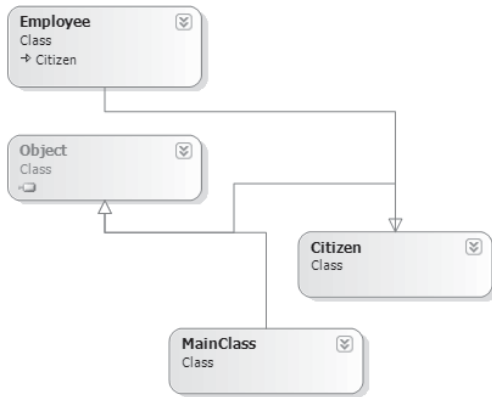 Employee
Class
Citizen
Object
Class
Citizen
Class
MainClass
Class